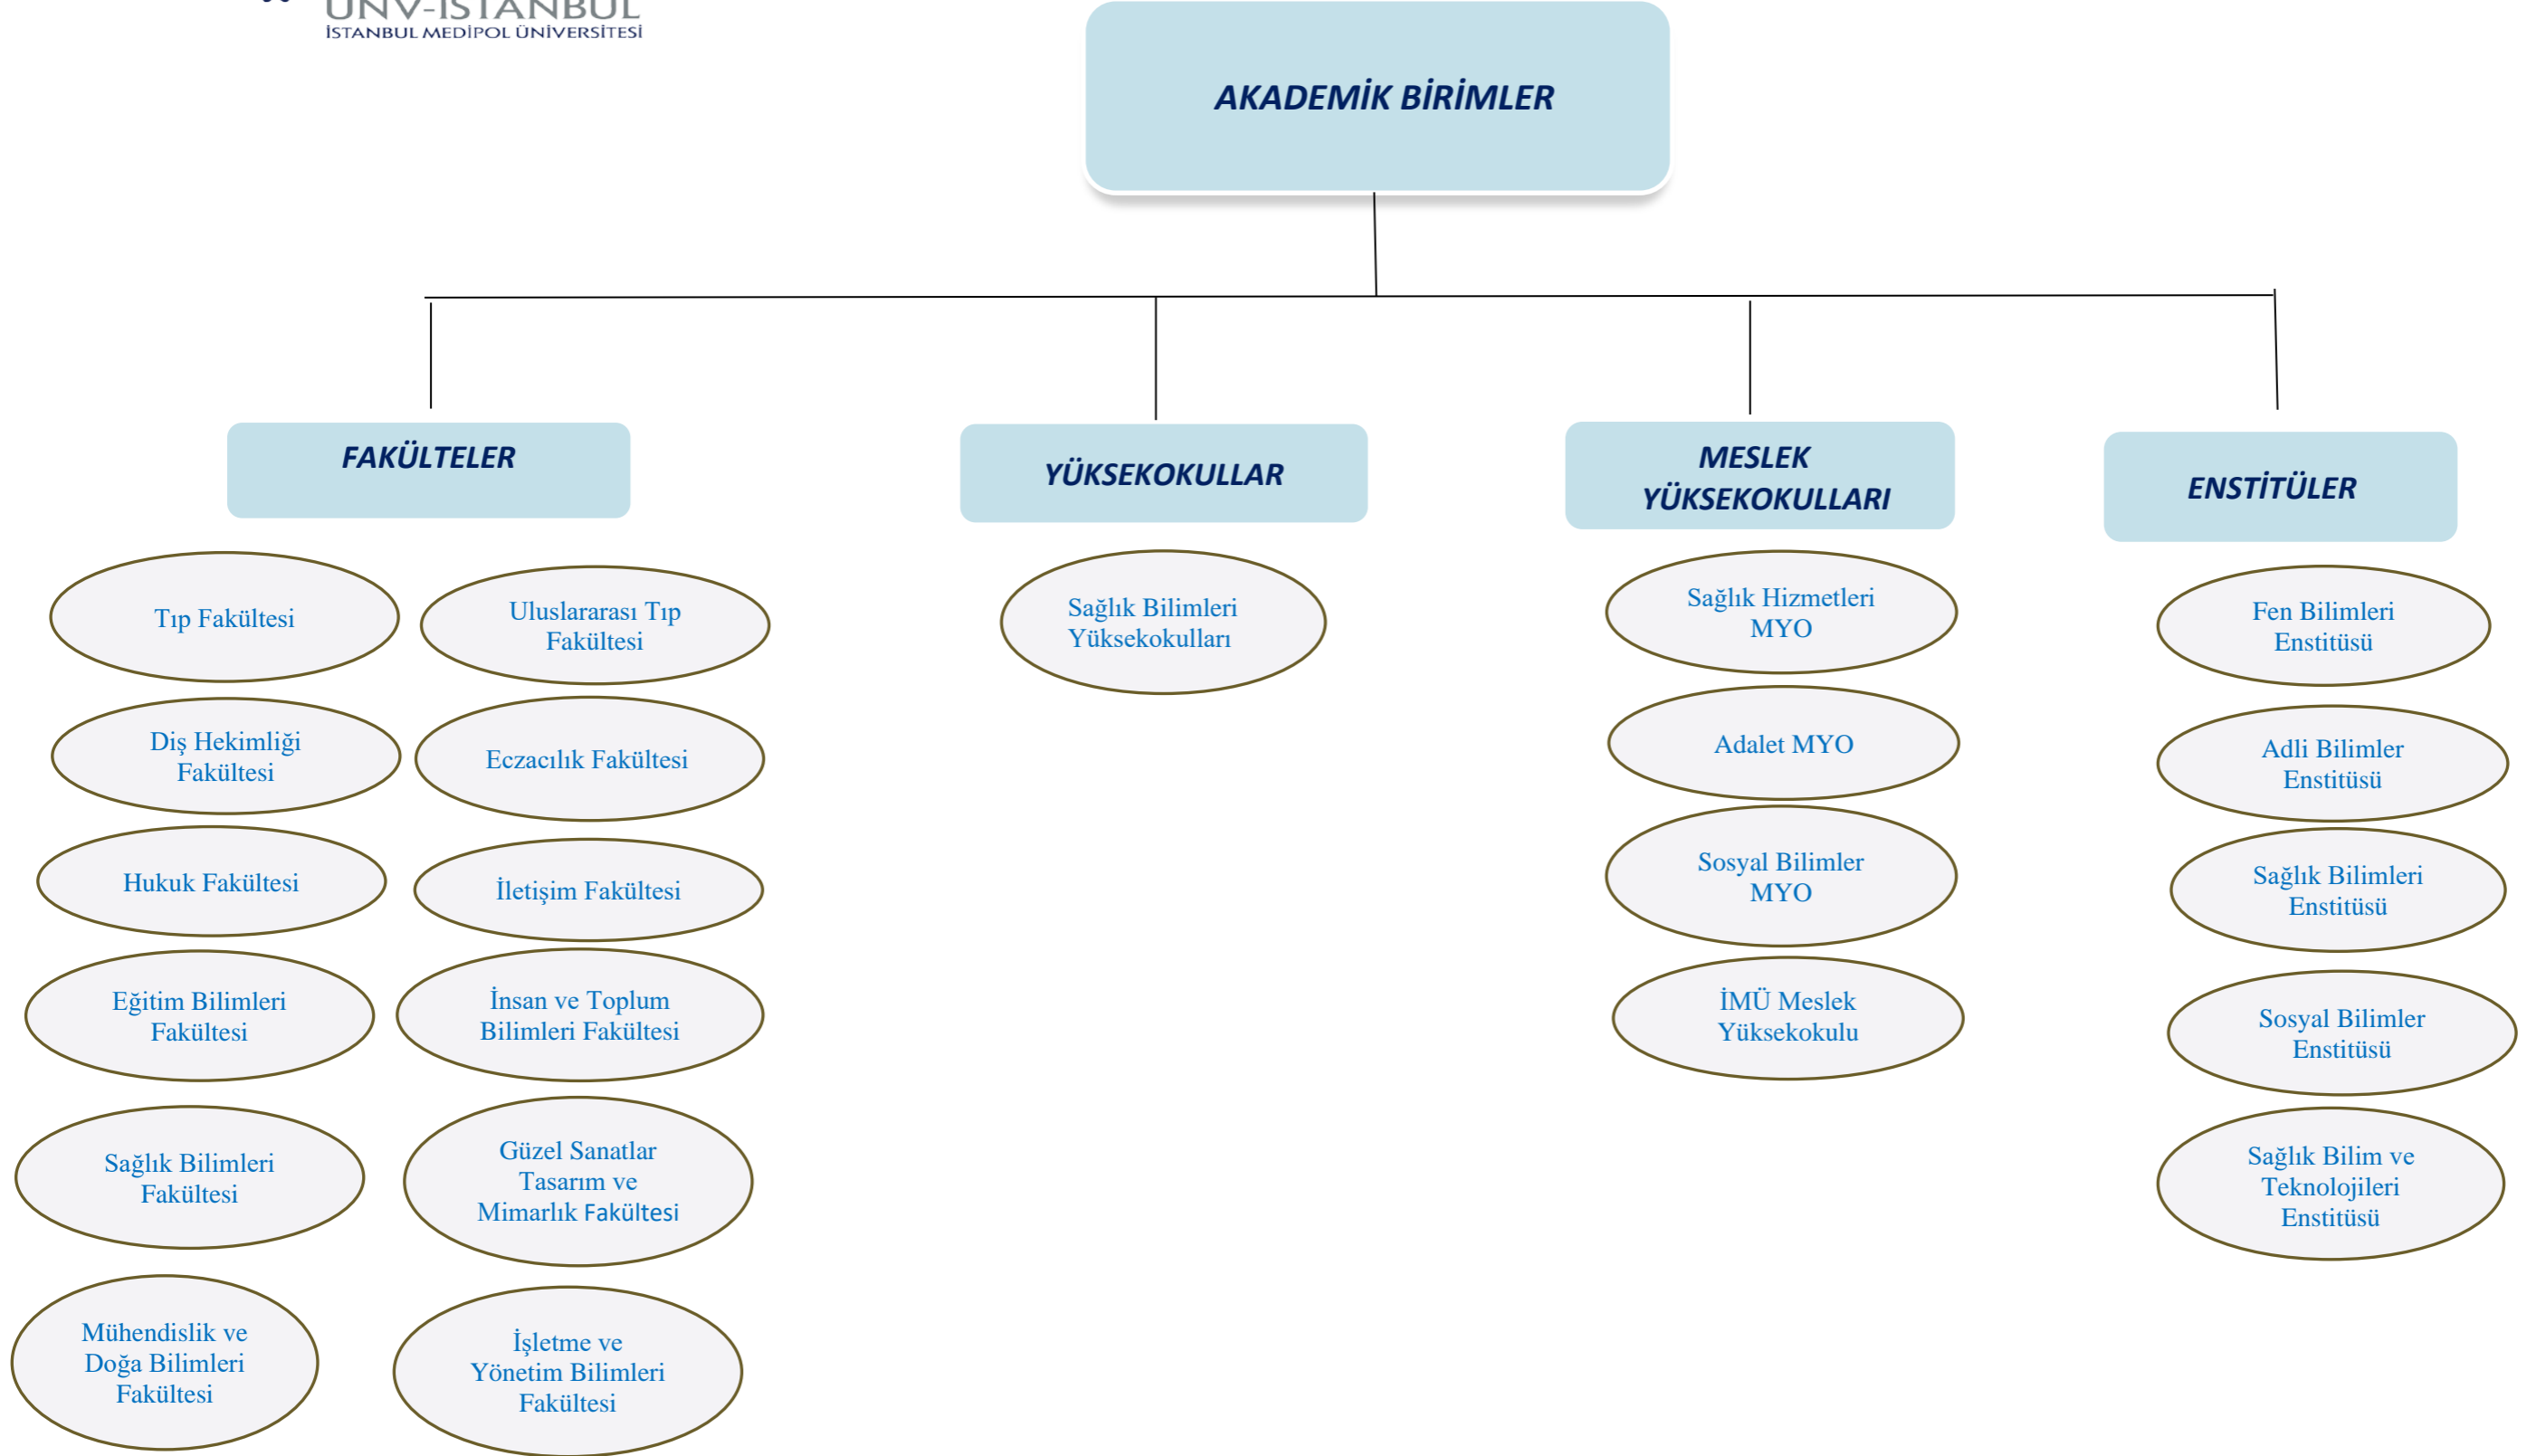 ÜNV-İSTANBUL
İSTANBUL MEDİPOL ÜNİVERSİTESİ
AKADEMİK BİRİMLER
FAKÜLTELER
Tıp Fakültesi
Uluslararası Tıp
Fakültesi
Diş Hekimliği
Fakültesi
Eczacılık Fakültesi
Hukuk Fakültesi
İletişim Fakültesi
Eğitim Bilimleri
Fakültesi
İnsan ve Toplum
Bilimleri Fakültesi
Sağlık Bilimleri
Fakültesi
Güzel Sanatlar
Tasarım ve
Mimarlık Fakültesi
Mühendislik ve
Doğa Bilimleri
Fakültesi
İşletme ve
Yönetim Bilimleri
Fakültesi
YÜKSEKOKULLAR
Sağlık Bilimleri
Yüksekokulları
MESLEK
YÜKSEKOKULLARI
Sağlık Hizmetleri
MYO
Adalet MYO
Sosyal Bilimler
MYO
İMÜ Meslek
Yüksekokulu
ENSTİTÜLER
Fen Bilimleri
Enstitüsü
Adli Bilimler
Enstitüsü
Sağlık Bilimleri
Enstitüsü
Sosyal Bilimler
Enstitüsü
Sağlık Bilim ve
Teknolojileri
Enstitüsü